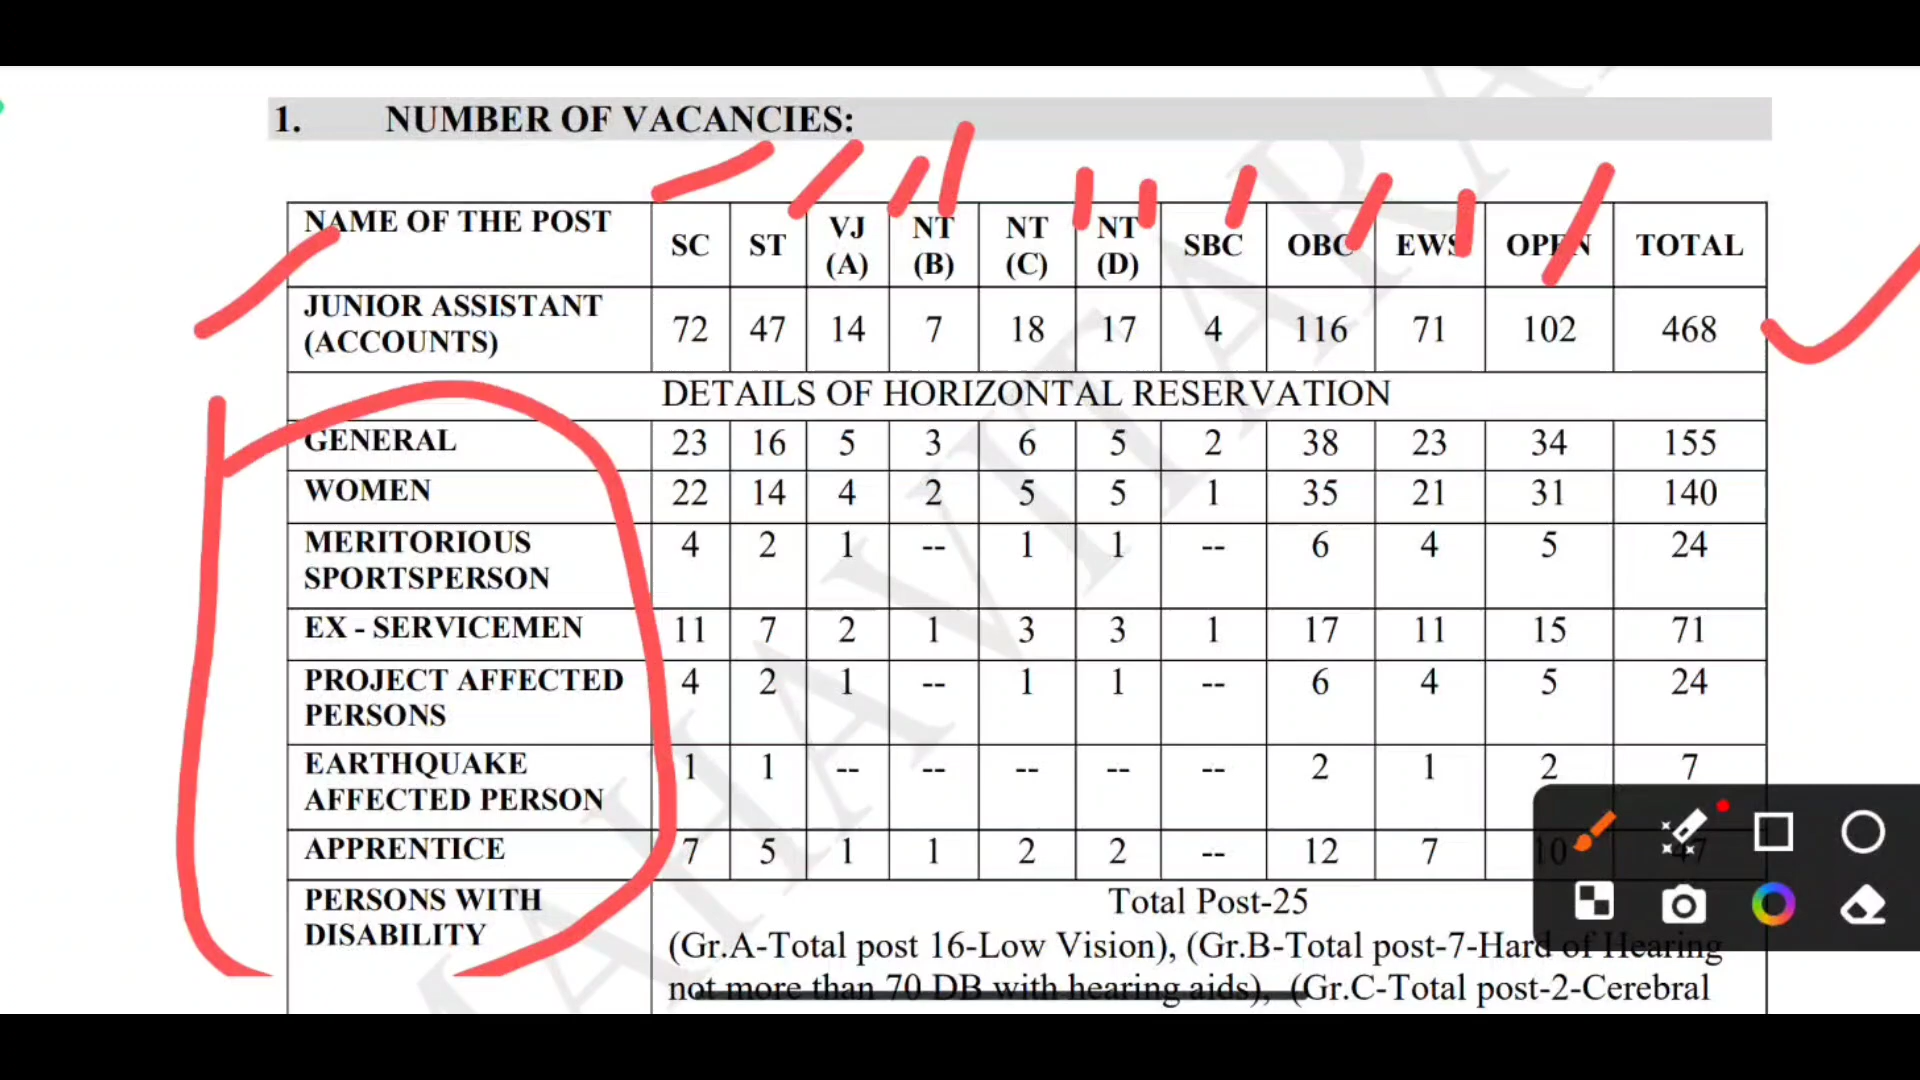 1. NUMBER OF VACANCIES:
NAME OF THE POST SC ST VJ (A) NT (B) NT (C) NT (D) SBC OBC EWS OPEN TOTAL
JUNIOR ASSISTANT (ACCOUNTS) 72 47 14 7 18 17 4 116 71 102 468
DETAILS OF HORIZONTAL RESERVATION
GENERAL 23 16 5 3 6 5 2 38 23 34 155
WOMEN 22 14 4 2 5 5 1 35 21 31 140
MERITORIOUS SPORTSPERSON 4 2 1 -- 1 1 -- 6 4 5 24
EX - SERVICEMEN 11 7 2 1 3 3 1 17 11 15 71
PROJECT AFFECTED PERSONS 4 2 1 -- 1 1 -- 6 4 5 24
EARTHQUAKE AFFECTED PERSON 1 1 -- -- -- -- -- 2 1 2 7
APPRENTICE 7 5 1 1 2 2 -- 12 7 10 47
PERSONS WITH DISABILITY Total Post-25
(Gr.A-Total post 16-Low Vision), (Gr.B-Total post-7-Hard of Hearing
not more than 70 DB with hearing aids), (Gr.C-Total post-2-Cerebral